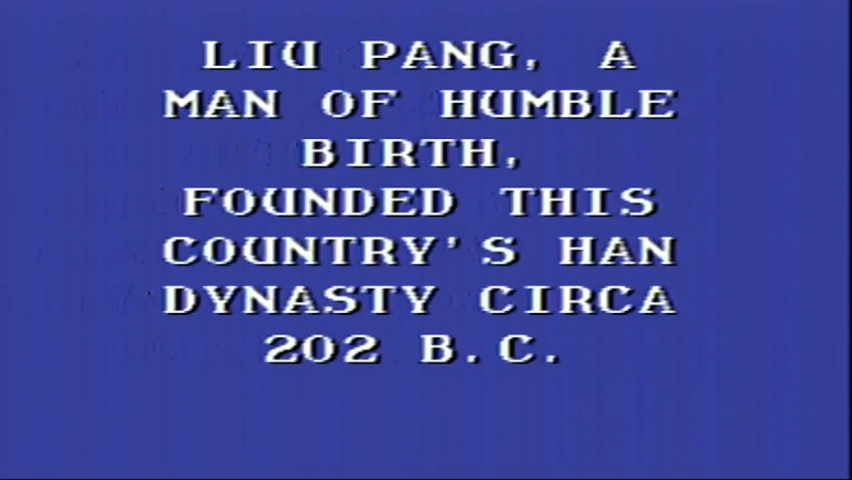 LIU PANG, A
MAN OF HUMBLE
BIRTH,
FOUNDED THIS
COUNTRY'S HAN
DYNASTY CIRCA
202 B.C.